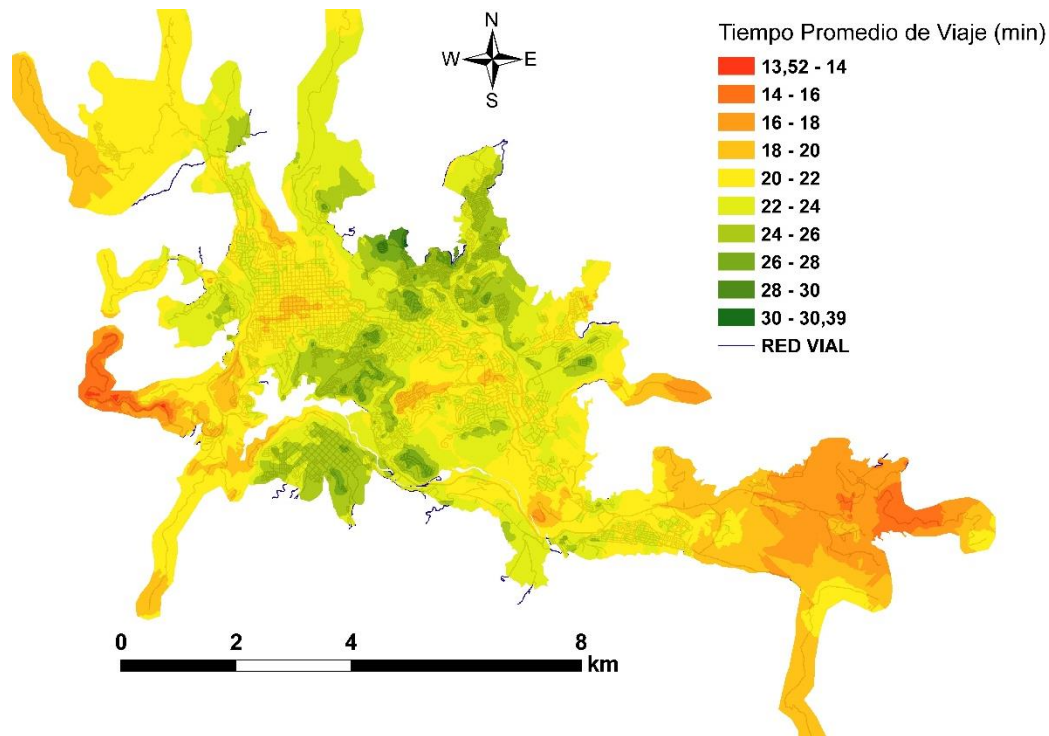 N
W E
S
Tiempo Promedio de Viaje (min)
13,52 - 14
14 - 16
16 - 18
18 - 20
20 - 22
22 - 24
24 - 26
26 - 28
28 - 30
30 - 30,39
RED VIAL
0 2 4 8
km